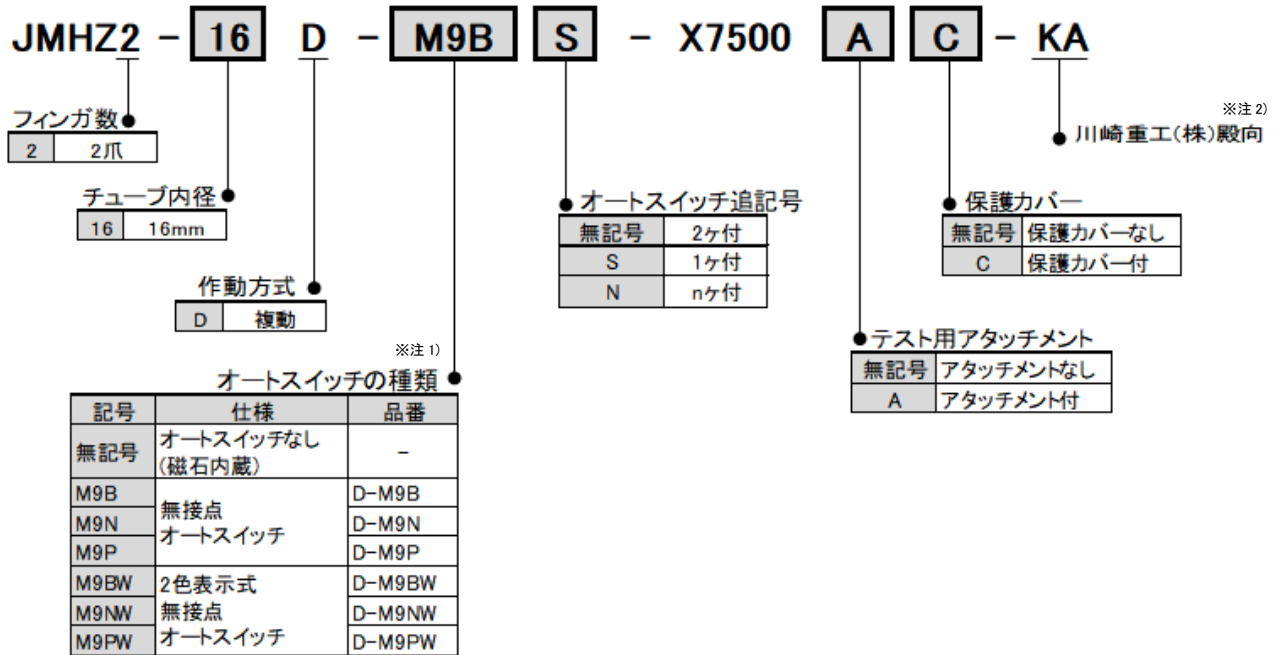 JMHZ2 - 16 D - M9B S - X7500 A C - KA
フィンガ数
2 2爪
チューブ内径
16 16mm
作動方式
D 複動
※注1)
オートスイッチの種類
記号 仕様 品番
無記号 オートスイッチなし(磁石内蔵) -
M9B 無接点オートスイッチ D-M9B
M9N D-M9N
M9P D-M9P
M9BW 2色表示式無接点オートスイッチ D-M9BW
M9NW D-M9NW
M9PW D-M9PW
オートスイッチ追記号
無記号 2ヶ付
S 1ヶ付
N nヶ付
テスト用アタッチメント
無記号 アタッチメントなし
A アタッチメント付
保護カバー
無記号 保護カバーなし
C 保護カバー付
※注2)
川崎重工(株)殿向